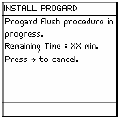 INSTALL PROGARD
Progard flush procedure in
progress.
Remaining Time : XX min.
Press → to cancel.